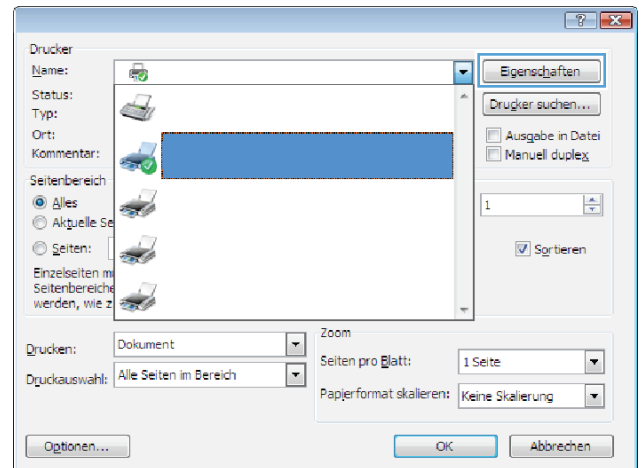 Drucker
Name:
Eigenschaften
Status:
Typ:
Drucker suchen...
Ort:
Ausgabe in Datei
Kommentar:
Manuell duplex
Seitenbereich
Alles
1
Aktuelle Se
Seiten:
Sortieren
Einzelseiten m
Seitenbereiche
werden, wie z
Drucken:
Dokument
Druckauswahl:
Alle Seiten im Bereich
Zoom
Seiten pro Blatt:
1 Seite
Papierformat skalieren:
Keine Skalierung
Optionen...
OK
Abbrechen